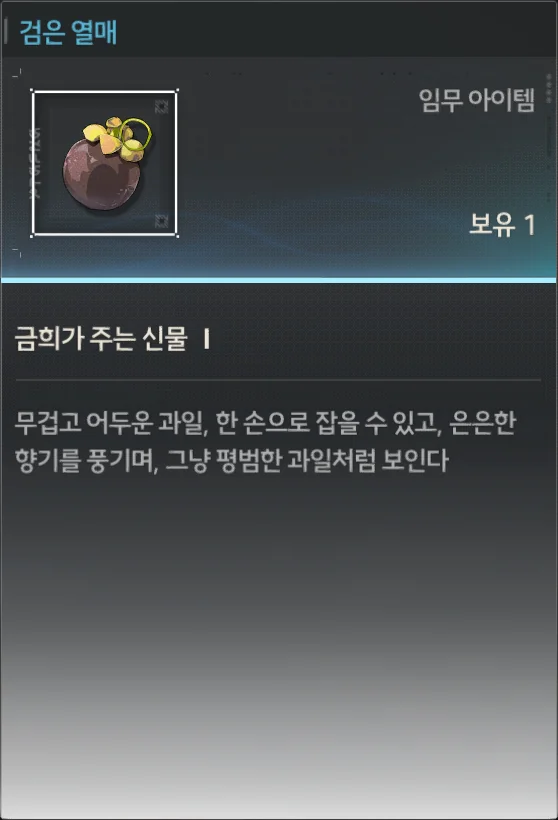 검은 열매
임무 아이템
보유 1
금희가 주는 신물 Ⅰ
무겁고 어두운 과일, 한 손으로 잡을 수 있고, 은은한
향기를 풍기며, 그냥 평범한 과일처럼 보인다